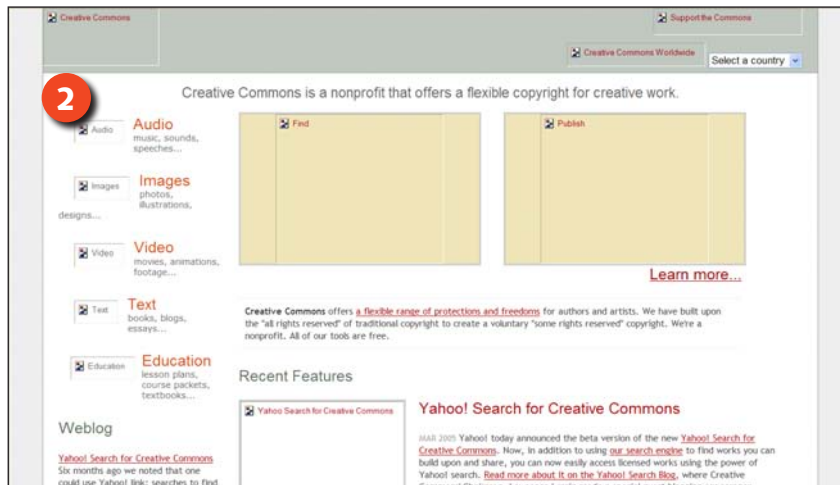 Creative Commons
Support the Commons
Creative Commons Worldwide
Select a country
2
Creative Commons is a nonprofit that offers a flexible copyright for creative work.
Audio
Audio
music, sounds,
speeches...
Images
Images
photos,
illustrations,
designs...
Video
Video
movies, animations,
footage...
Text
Text
books, blogs,
essays...
Education
Education
lesson plans,
course packets,
textbooks...
Weblog
Yahoo! Search for Creative Commons
Six months ago we noted that one
could use Yahoo! link: searches to find
Find
Publish
Learn more...
Creative Commons offers a flexible range of protections and freedoms for authors and artists. We have built upon
the "all rights reserved" of traditional copyright to create a voluntary "some rights reserved" copyright. We're a
nonprofit. All of our tools are free.
Recent Features
Yahoo Search for Creative Commons
Yahoo! Search for Creative Commons
MAR 2005 Yahoo! today announced the beta version of the new Yahoo! Search for
Creative Commons. Now, in addition to using our search engine to find works you can
build upon and share, you can now easily access licensed works using the power of
Yahoo! search. Read more about it on the Yahoo! Search Blog, where Creative